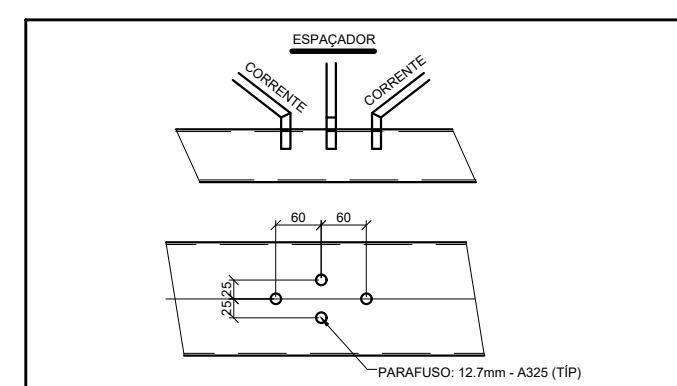 ESPAÇADOR
CORRENTE
CORRENTE
60 60
25
25
PARAFUSO: 12.7mm - A325 (TÍP)